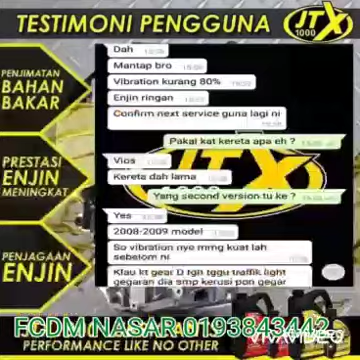 TESTIMONI PENGGUNA
JTX
1000
PENJIMATAN
BAHAN
BAKAR
PRESTASI
ENJIN
MENINGKAT
PENJAGAAN
ENJIN
Dah
Mantap bro
Vibration kurang 80%
Enjin ringan
Confirm next service guna lagi ni
Pakai kat kereta apa eh ?
Vios
Kereta dah lama
Yang second version tu ke ?
Yes
2008-2009 model
So vibration nye mmg kuat lah
sebelom ni
Klau kt gear D tgh tggu traffik light
gegaran dia smp kerusi pon gegar
FCDM NASAR 0193843442
PERFORMANCE LIKE NO OTHER
VIVAVIDEO